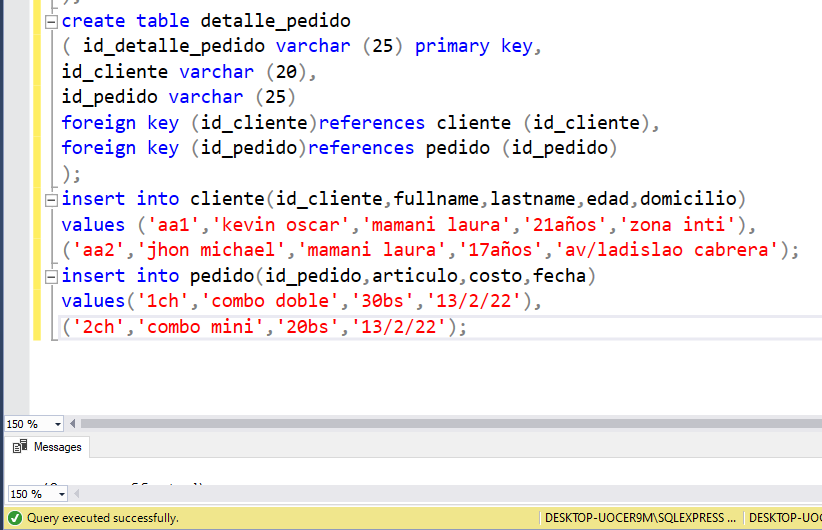 create table detalle_pedido
( id_detalle_pedido varchar (25) primary key,
id_cliente varchar (20),
id_pedido varchar (25)
foreign key (id_cliente)references cliente (id_cliente),
foreign key (id_pedido)references pedido (id_pedido)
);
insert into cliente(id_cliente,fullname,lastname,edad,domicilio)
values ('aa1','kevin oscar','mamani laura','21años','zona inti'),
('aa2','jhon michael','mamani laura','17años','av/ladislao cabrera');
insert into pedido(id_pedido,articulo,costo,fecha)
values('1ch','combo doble','30bs','13/2/22'),
('2ch','combo mini','20bs','13/2/22');
150 %
Messages
150 %
Query executed successfully.
DESKTOP-UOCER9M\SQLEXPRESS ...
DESKTOP-UOC